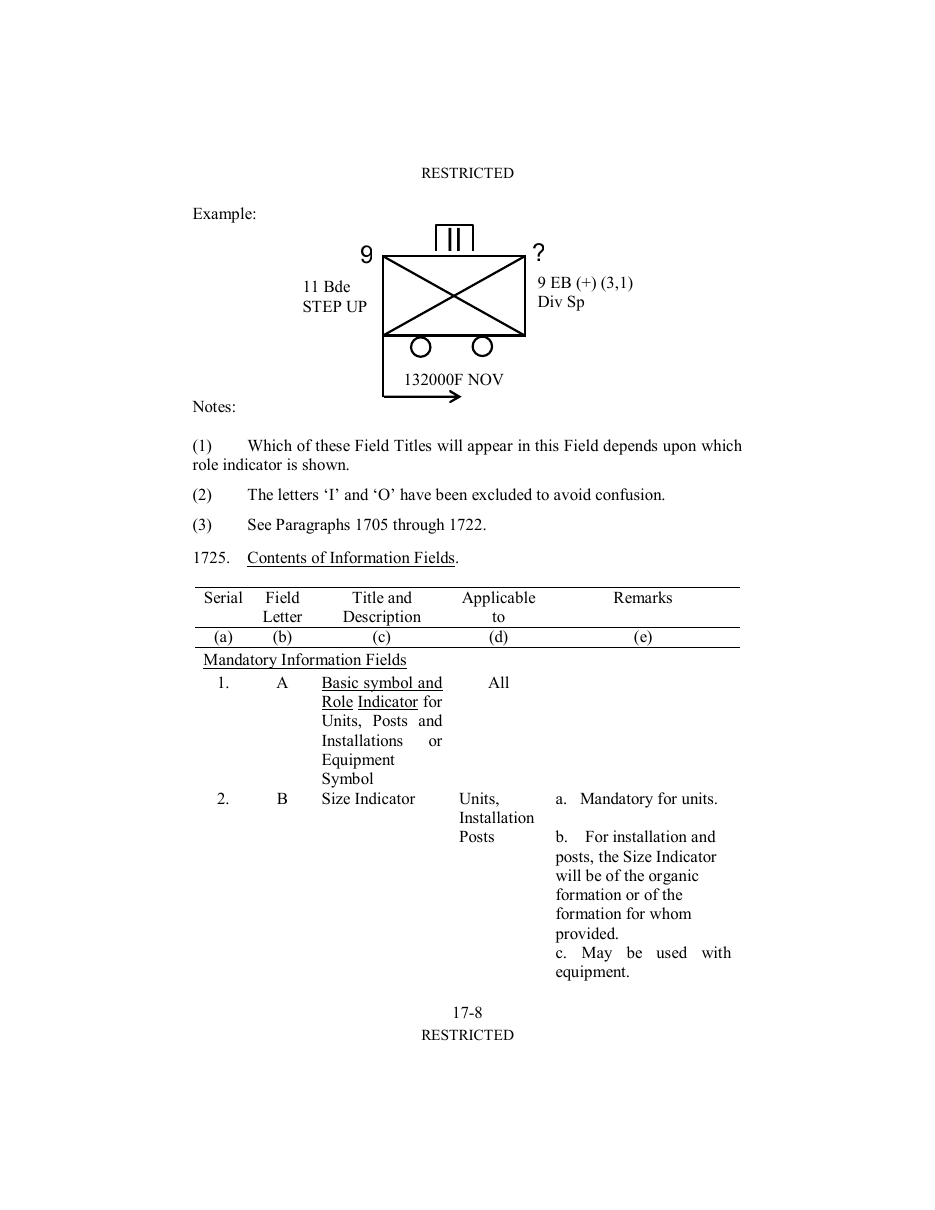 RESTRICTED
Example:
9
?
11 Bde
STEP UP
9 EB (+) (3,1)
Div Sp
132000F NOV
Notes:
(1) Which of these Field Titles will appear in this Field depends upon which
role indicator is shown.
(2) The letters ‘I’ and ‘O’ have been excluded to avoid confusion.
(3) See Paragraphs 1705 through 1722.
1725. Contents of Information Fields.
Serial Field Title and Applicable Remarks
Letter Description to
(a) (b) (c) (d) (e)
Mandatory Information Fields
1. A Basic symbol and All
Role Indicator for
Units, Posts and
Installations or
Equipment
Symbol
2. B Size Indicator Units, a. Mandatory for units.
Installation
Posts b. For installation and
posts, the Size Indicator
will be of the organic
formation or of the
formation for whom
provided.
c. May be used with
equipment.
17-8
RESTRICTED